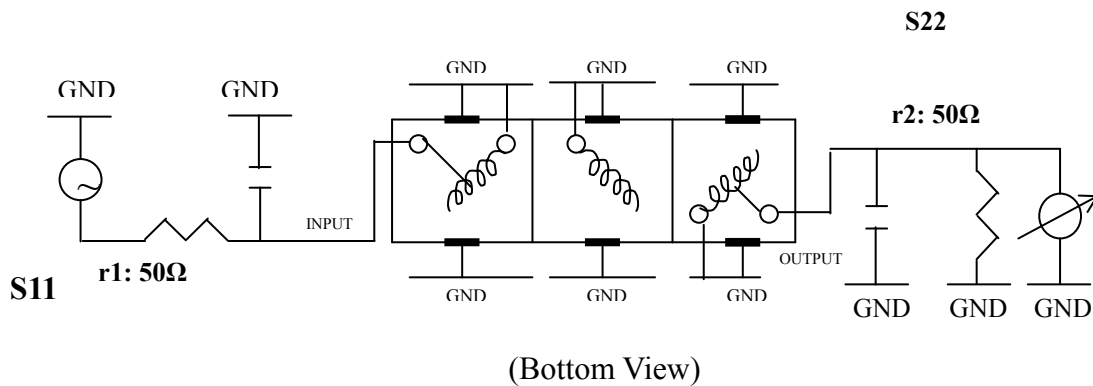 S22
GND
GND
GND
GND
GND
r2: 50Ω
INPUT
r1: 50Ω
S11
OUTPUT
GND
GND
GND
GND
GND
GND
(Bottom View)